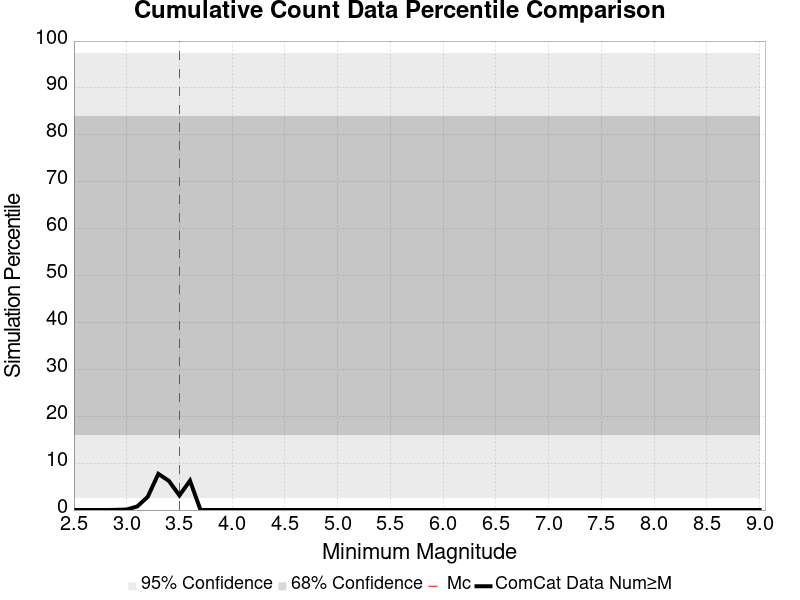 Cumulative Count Data Percentile Comparison
100
90
80
70
60
50
40
30
20
10
0
Simulation Percentile
2.5 3.0 3.5 4.0 4.5 5.0 5.5 6.0 6.5 7.0 7.5 8.0 8.5 9.0
Minimum Magnitude
95% Confidence 68% Confidence Mc ComCat Data Num≥M